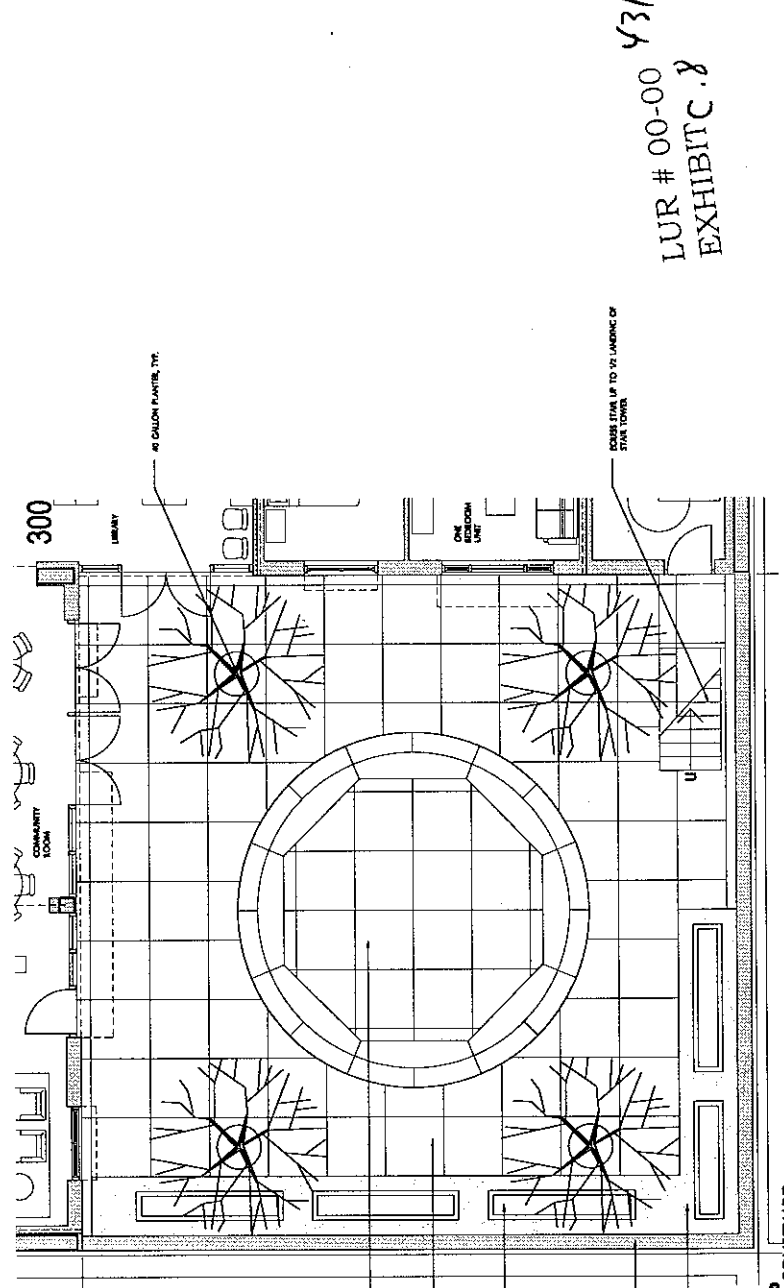 LUR # 00-00 431
EXHIBIT C.8
300
40 GALLON PLANTER, TYP.
LIBRARY
COMMUNITY
ROOM
ONE
BEDROOM
UNIT
EGRESS STAIR, UP TO 1/2 LANDING OF
STAIR TOWER
U